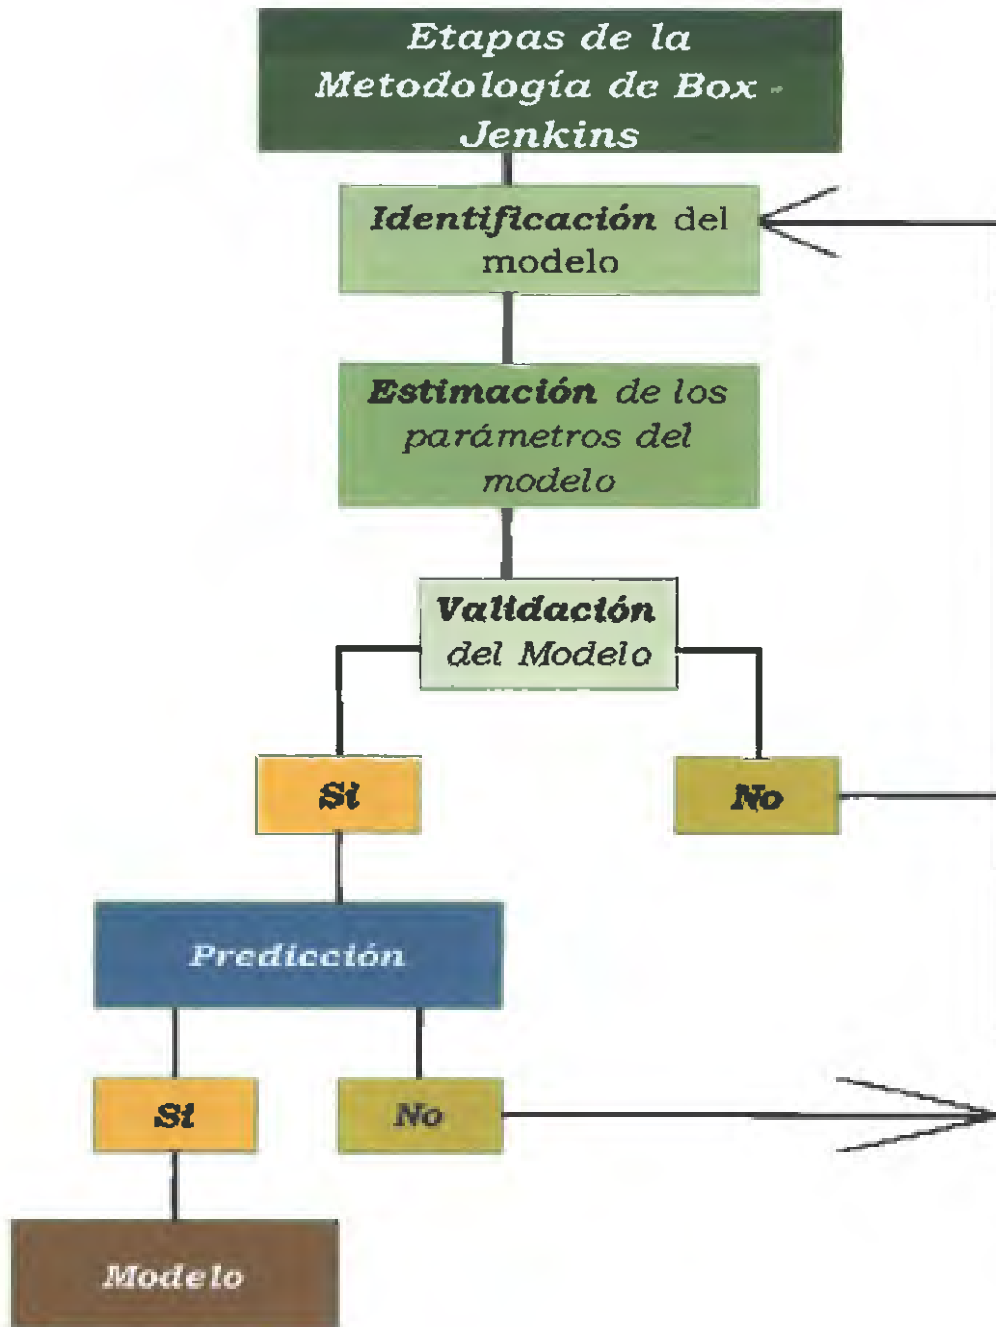 Etapas de la
Metodología de Box -
Jenkins
Identificación del
modelo
Estimación de los
parámetros del
modelo
Validación
del Modelo
Si
No
Predicción
Si
No
Modelo